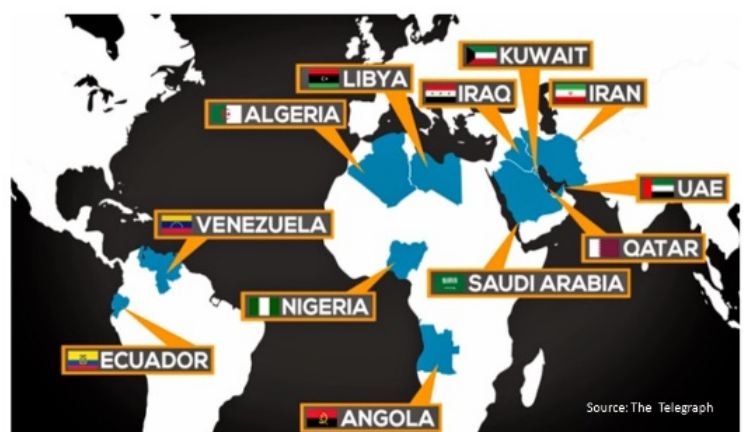 KUWAIT
LIBYA
IRAQ
IRAN
ALGERIA
UAE
VENEZUELA
QATAR
SAUDI ARABIA
NIGERIA
ECUADOR
ANGOLA
Source: The Telegraph